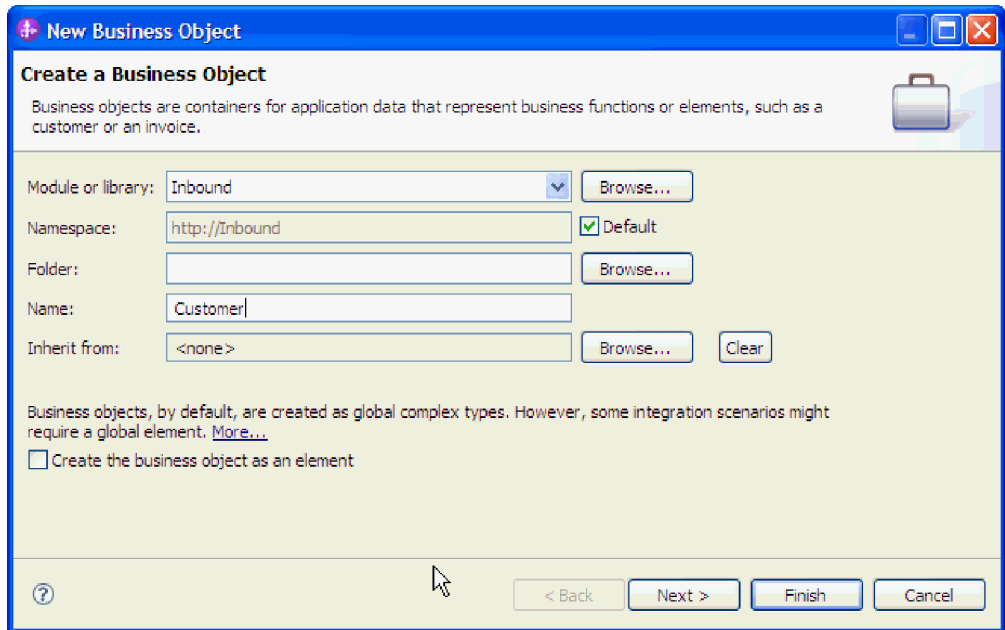 New Business Object
Create a Business Object
Business objects are containers for application data that represent business functions or elements, such as a
customer or an invoice.
Module or library: Inbound Browse...
Namespace: http://Inbound Default
Folder: Browse...
Name: Customer
Inherit from: <none> Browse... Clear
Business objects, by default, are created as global complex types. However, some integration scenarios might
require a global element. More...
Create the business object as an element
? < Back Next > Finish Cancel